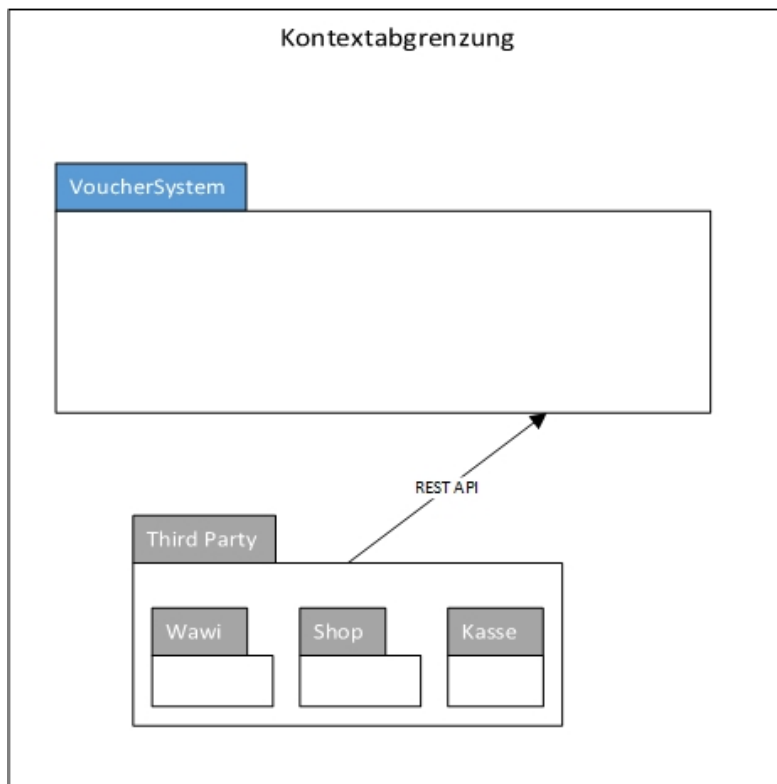 Kontextabgrenzung
VoucherSystem
REST API
Third Party
Wawi
Shop
Kasse